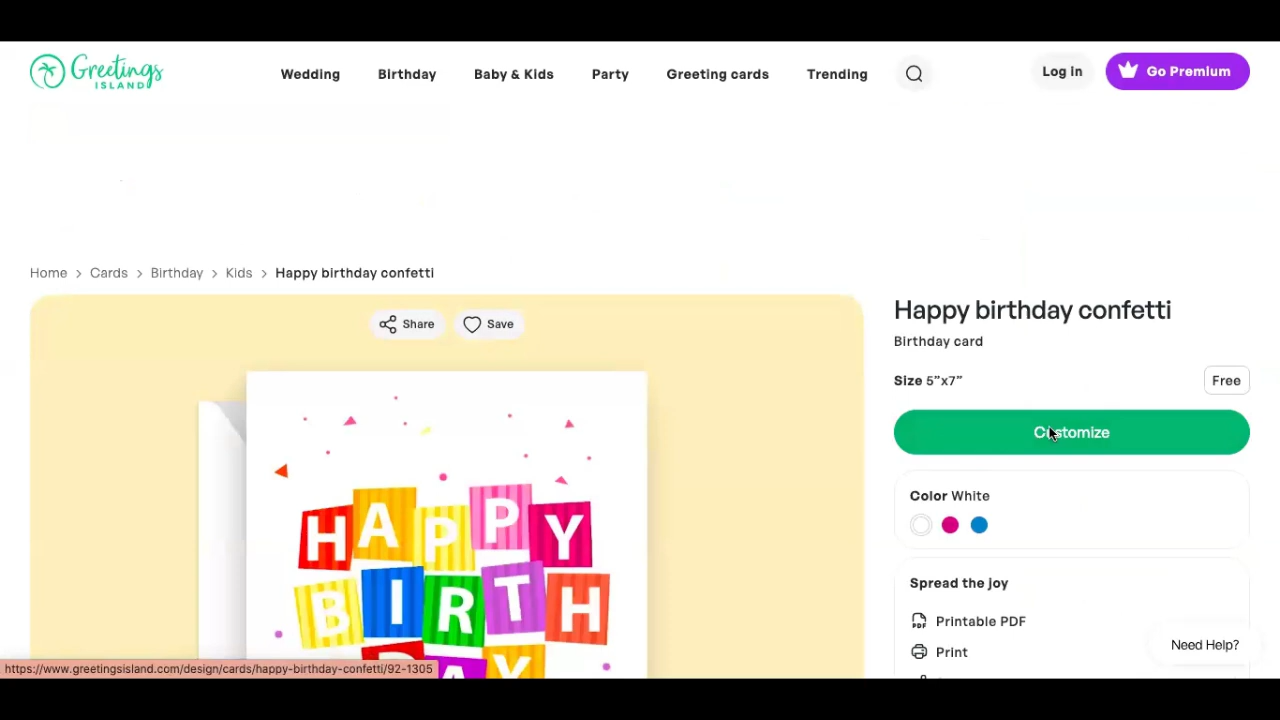 Greetings
ISLAND
Wedding
Birthday
Baby & Kids
Party
Greeting cards
Trending
Log in
Go Premium
Home > Cards > Birthday > Kids > Happy birthday confetti
Share
Save
HAPPY
BIRTH
DAY
Happy birthday confetti
Birthday card
Size 5”x7”
Free
Customize
Color White
Spread the joy
PDF Printable PDF
Print
Need Help?
https://www.greetingsisland.com/design/cards/happy-birthday-confetti/92-1305